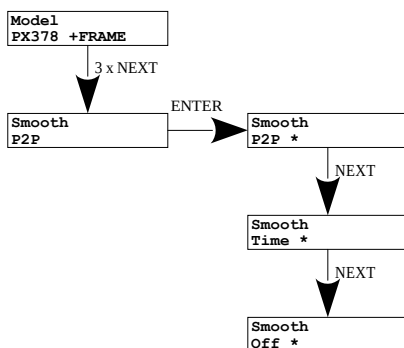 Model
PX378 +FRAME
3 x NEXT
Smooth
P2P
ENTER
Smooth
P2P *
NEXT
Smooth
Time *
NEXT
Smooth
Off *